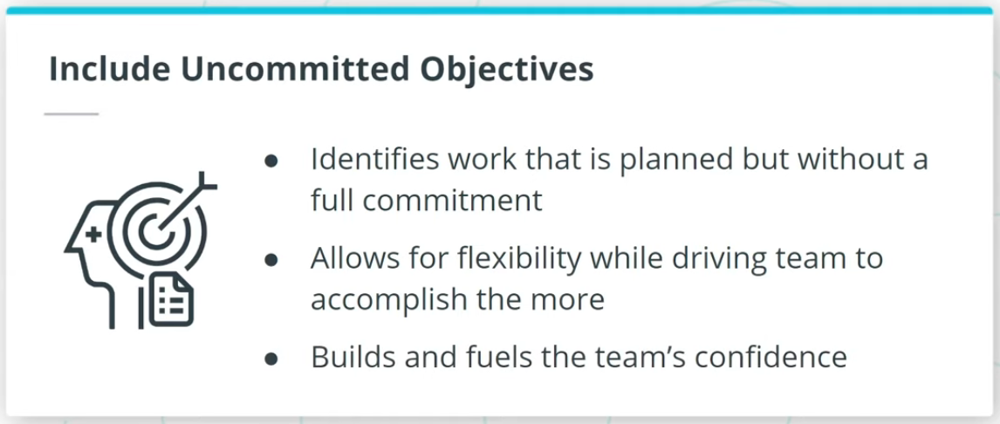 Include Uncommitted Objectives
● Identifies work that is planned but without a
full commitment
● Allows for flexibility while driving team to
accomplish the more
● Builds and fuels the team’s confidence